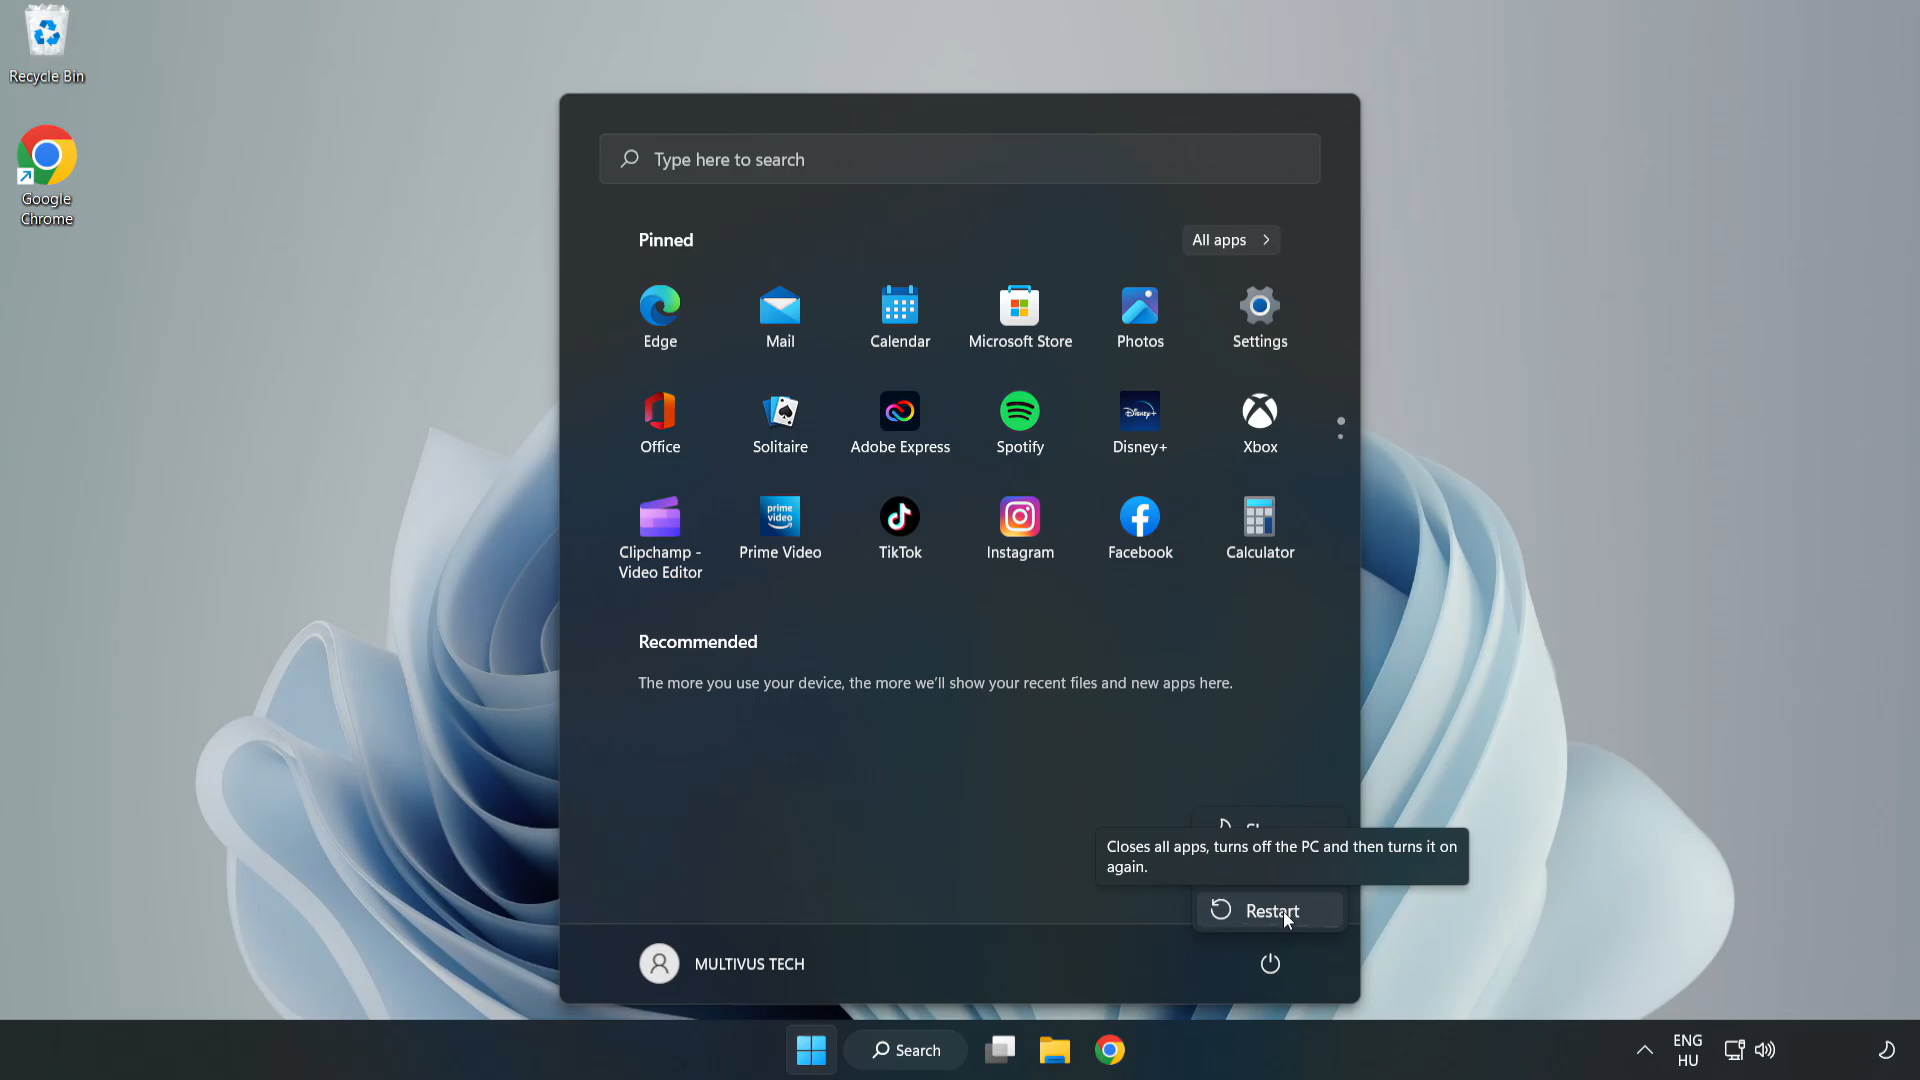 Recycle Bin
Google
Chrome
Type here to search
Pinned
All apps
Edge
Mail
Calendar
Microsoft Store
Photos
Settings
Office
Solitaire
Adobe Express
Spotify
Disney+
Disney+
Xbox
prime
video
Clipchamp -
Video Editor
Prime Video
TikTok
Instagram
Facebook
Calculator
Recommended
The more you use your device, the more we'll show your recent files and new apps here.
Closes all apps, turns off the PC and then turns it on
again.
Restart
MULTIVUS TECH
Search
ENG
HU